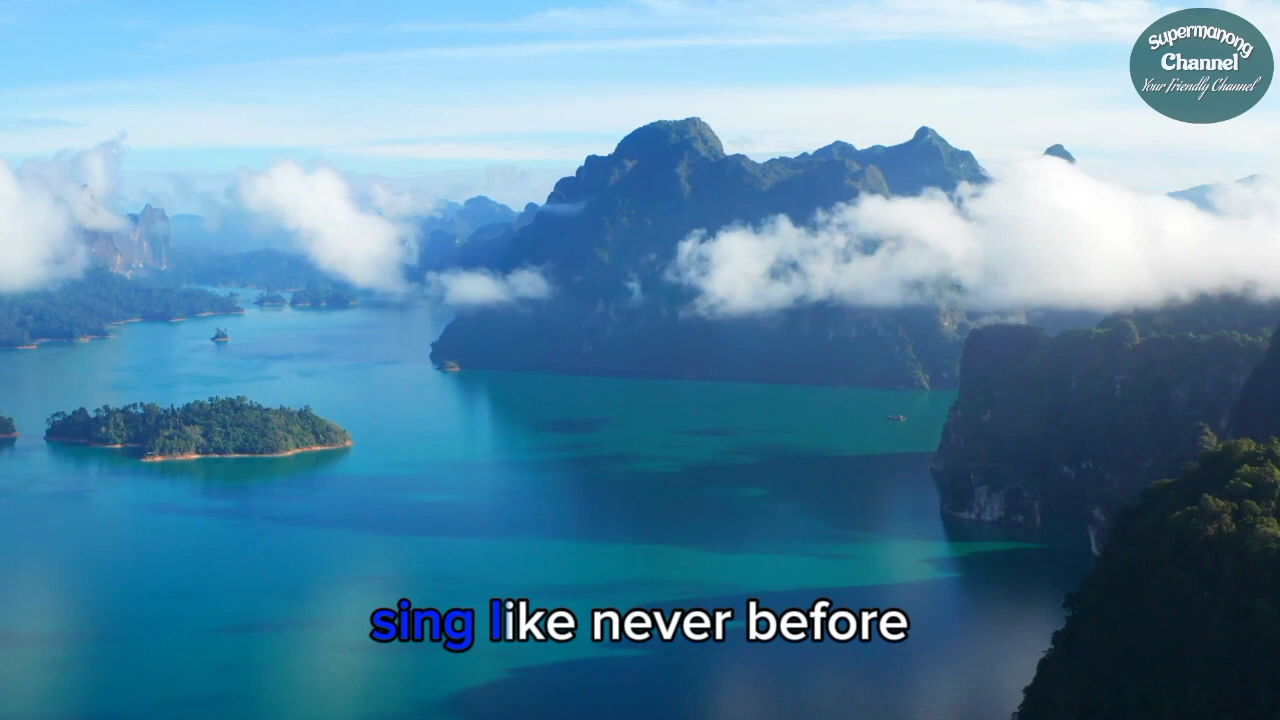 Supermanong
Channel
Your Friendly Channel
sing like never before